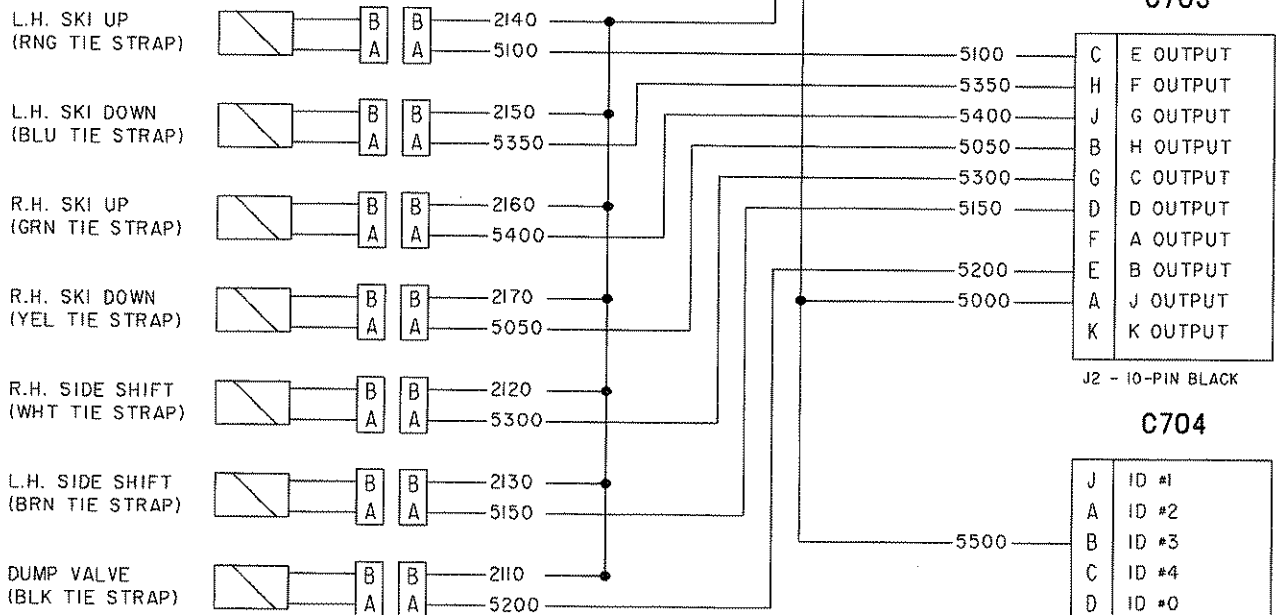 L.H. SKI UP
(RNG TIE STRAP)
B B 2140
A A 5100
L.H. SKI DOWN
(BLU TIE STRAP)
B B 2150
A A 5350
R.H. SKI UP
(GRN TIE STRAP)
B B 2160
A A 5400
R.H. SKI DOWN
(YEL TIE STRAP)
B B 2170
A A 5050
R.H. SIDE SHIFT
(WHT TIE STRAP)
B B 2120
A A 5300
L.H. SIDE SHIFT
(BRN TIE STRAP)
B B 2130
A A 5150
DUMP VALVE
(BLK TIE STRAP)
B B 2110
A A 5200
5100 C E OUTPUT
5350 H F OUTPUT
5400 J G OUTPUT
5050 B H OUTPUT
5300 G C OUTPUT
5150 D D OUTPUT
F A OUTPUT
5200 E B OUTPUT
5000 A J OUTPUT
K K OUTPUT
J2 - 10-PIN BLACK
C704
J ID #1
A ID #2
5500 B ID #3
C ID #4
D ID #0